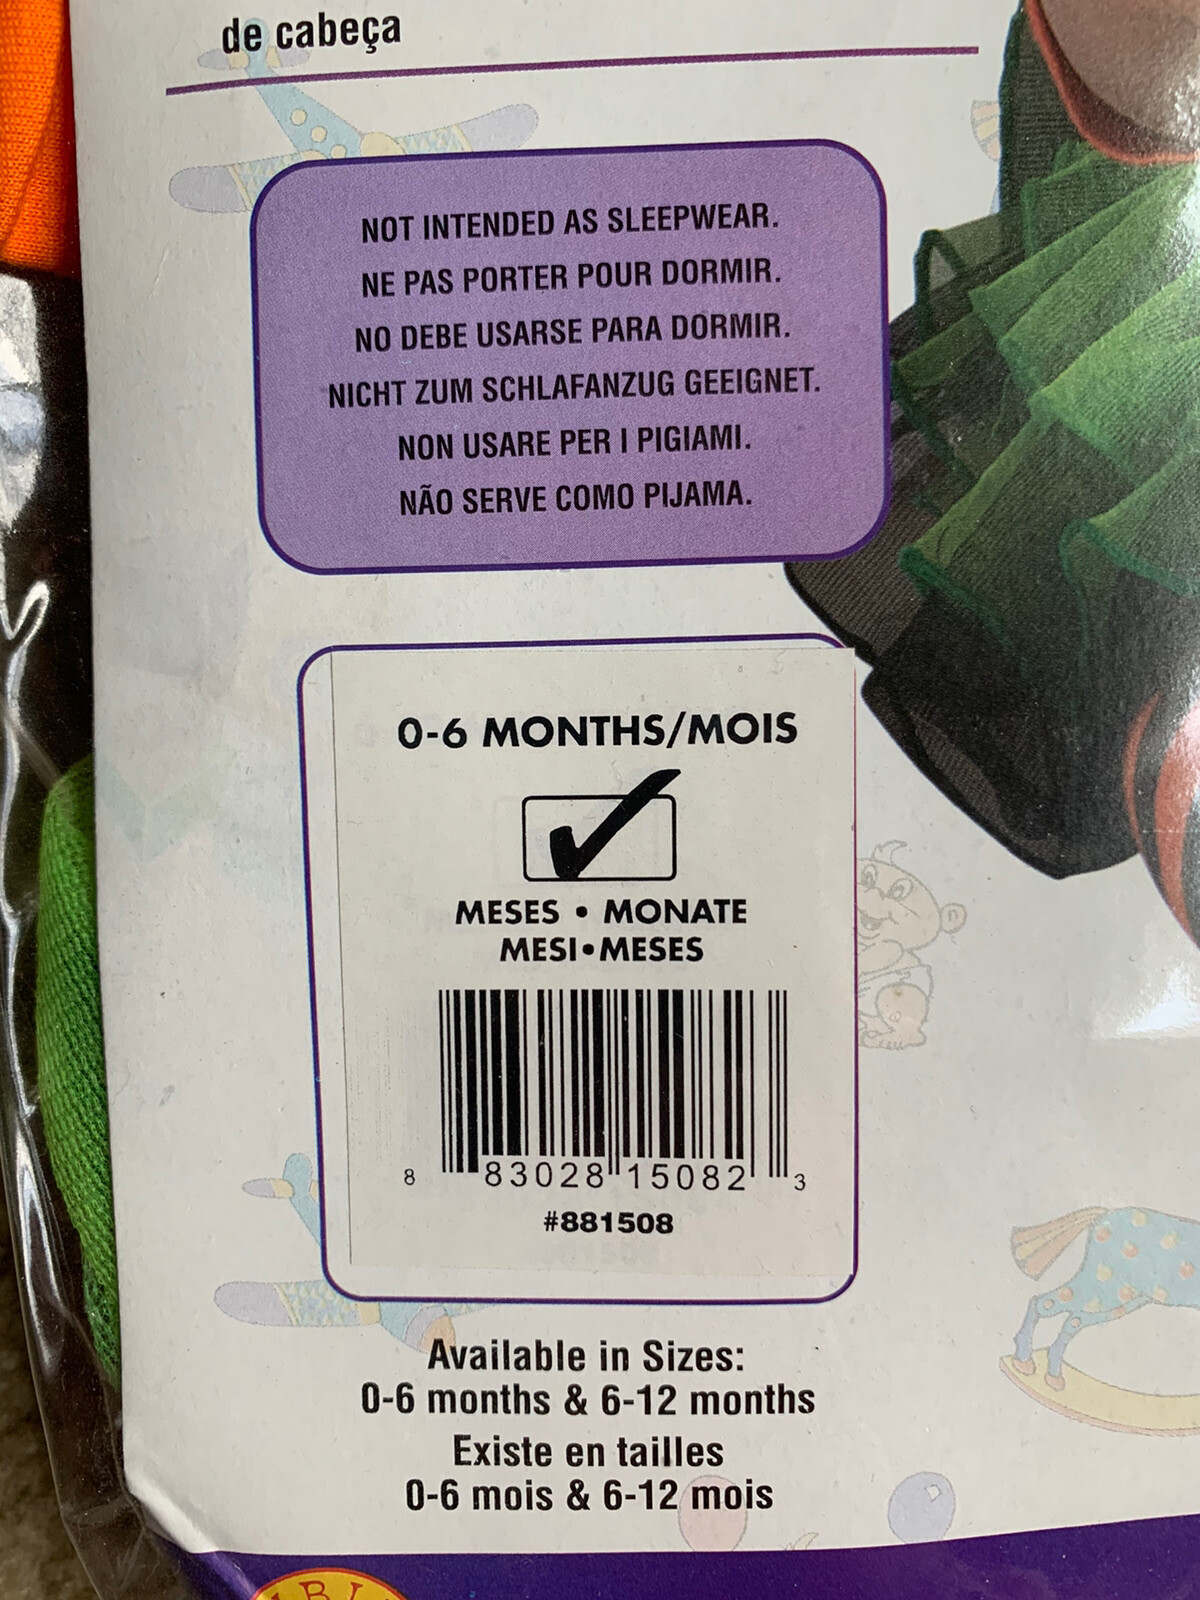 de cabeça
NOT INTENDED AS SLEEPWEAR.
NE PAS PORTER POUR DORMIR.
NO DEBE USARSE PARA DORMIR.
NICHT ZUM SCHLAFANZUG GEEIGNET.
NON USARE PER I PIGIAMI.
NÃO SERVE COMO PIJAMA.
0-6 MONTHS/MOIS
MESES • MONATE
MESI•MESES
8 83028 15082 3
#881508
Available in Sizes:
0-6 months & 6-12 months
Existe en tailles
0-6 mois & 6-12 mois